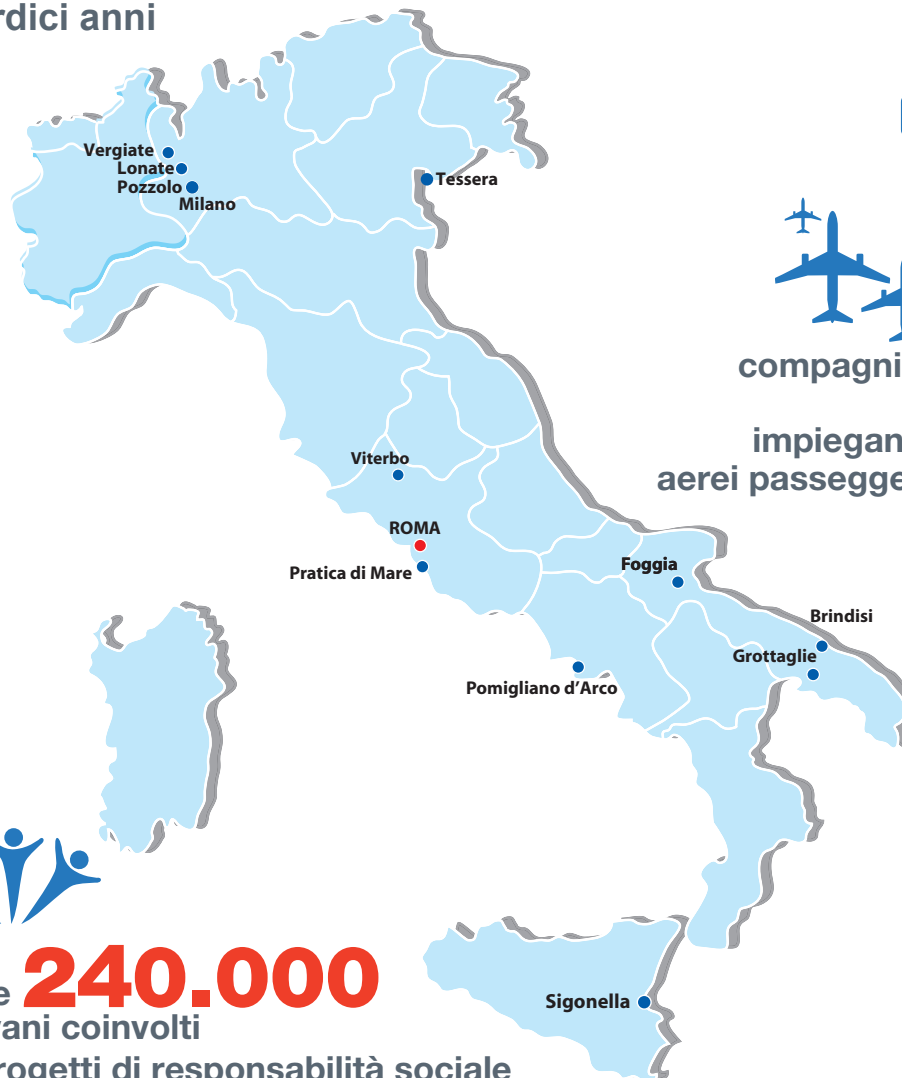 rdici anni
Vergiate
Lonate
Pozzolo
Milano
Tessera
compagni
impiegan
aerei passegge
Viterbo
ROMA
Pratica di Mare
Foggia
Brindisi
Grottaglie
Pomigliano d'Arco
e 240.000
vani coinvolti
rogetti di responsabilità sociale
Sigonella